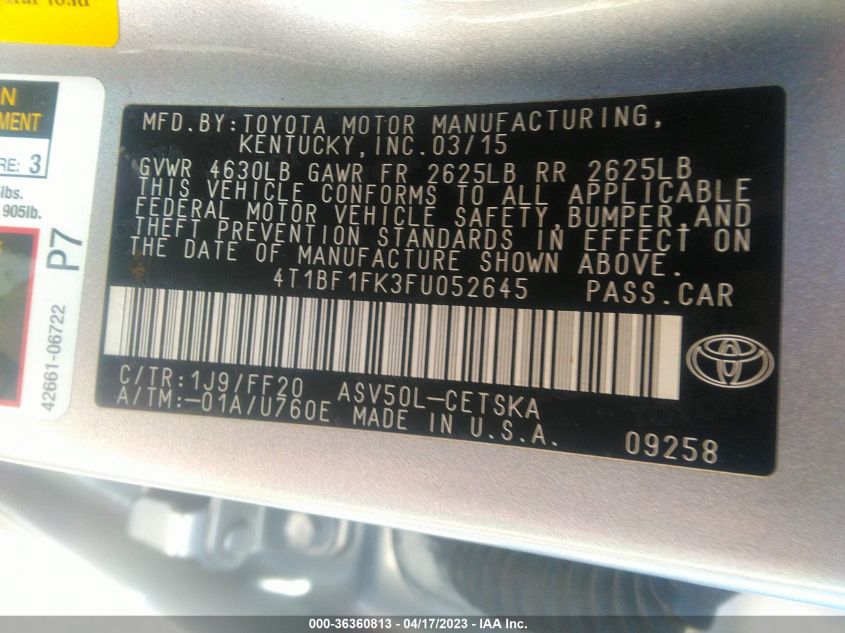 N
MENT
RE: 3
lbs.
905lb.
P7
42661-06722
MFD.BY:TOYOTA MOTOR MANUFACTURING,
KENTUCKY,INC.03/15
GVWR 4630LB GAWR FR 2625LB RR 2625LB
THIS VEHICLE CONFORMS TO ALL APPLICABLE
FEDERAL MOTOR VEHICLE SAFETY,BUMPER,AND
THEFT PREVENTION STANDARDS IN EFFECT ON
THE DATE OF MANUFACTURE SHOWN ABOVE.
4T1BF1FK3FU052645 PASS.CAR
C/TR:1J9/FF20 ASV50L-CETSKA
A/TM:-01A/U760E MADE IN U.S.A.
09258
000-36360813 - 04/17/2023 - IAA Inc.